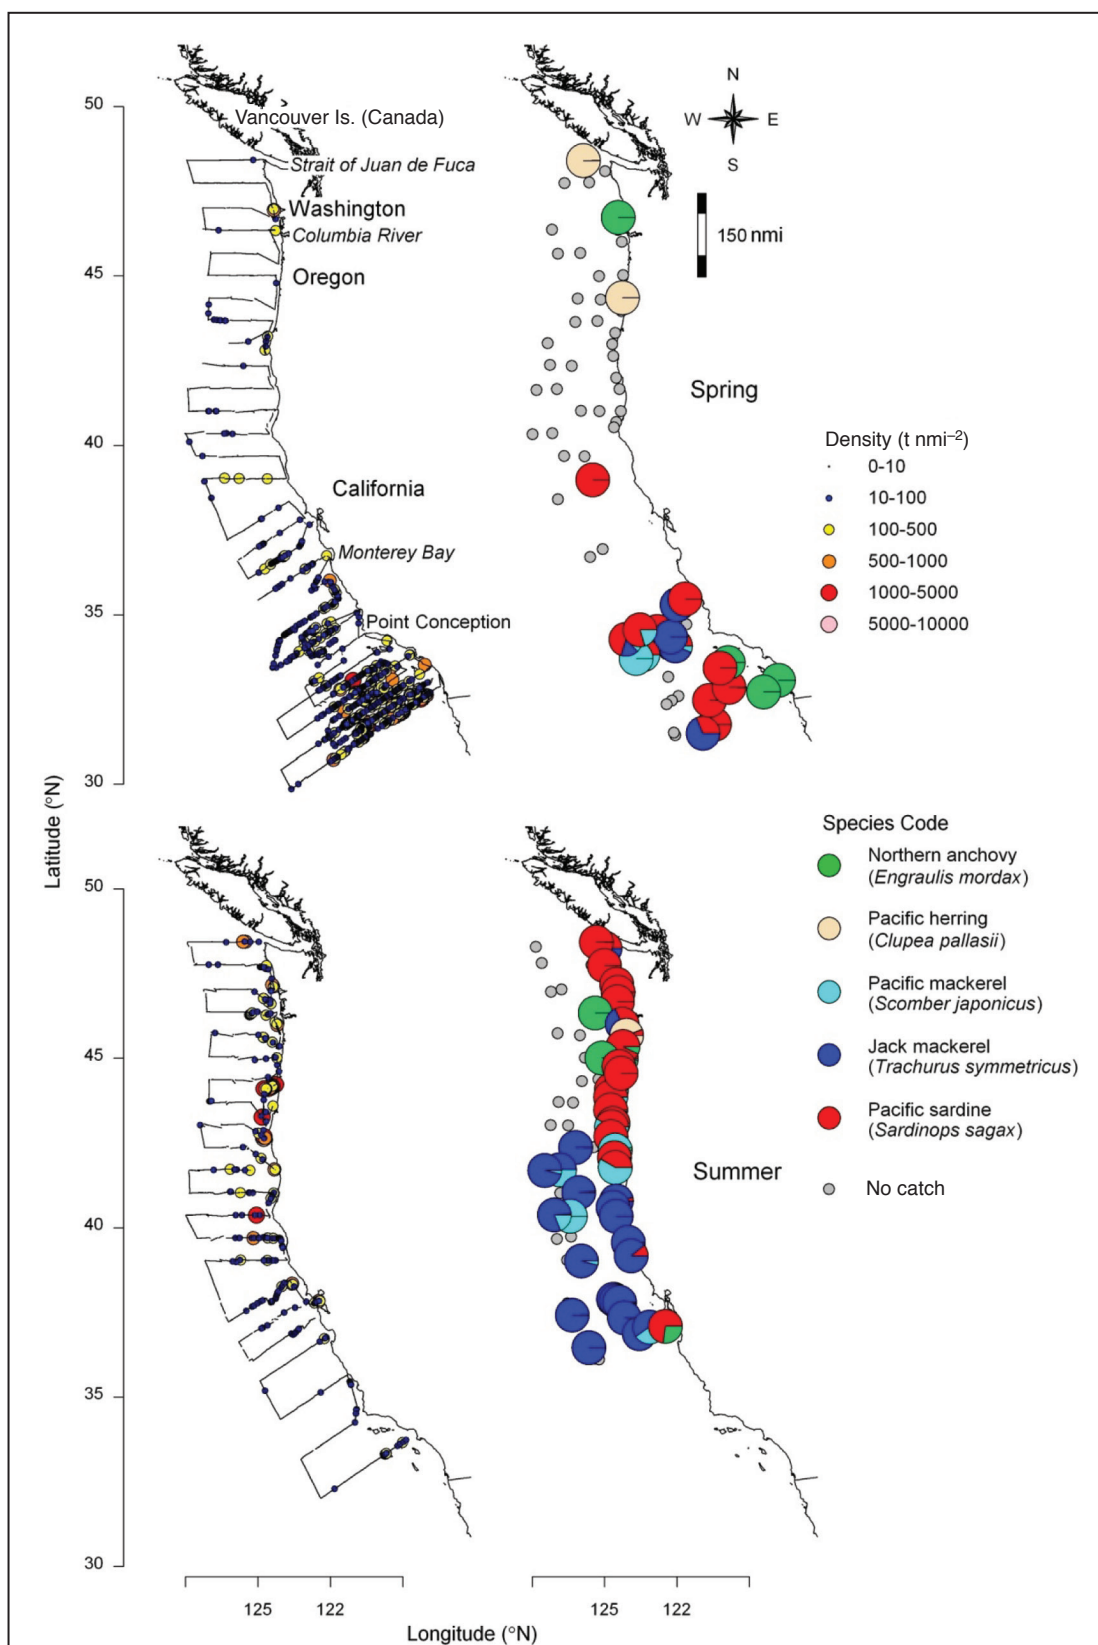 50
Vancouver Is. (Canada)
Strait of Juan de Fuca
Washington
Columbia River
45
Oregon
40
California
Monterey Bay
35
Point Conception
30
N
W E
S
150 nmi
Spring
Density (t nmi⁻²)
0-10
10-100
100-500
500-1000
1000-5000
5000-10000
Latitude (°N)
50
45
40
35
30
Summer
Species Code
Northern anchovy
(Engraulis mordax)
Pacific herring
(Clupea pallasii)
Pacific mackerel
(Scomber japonicus)
Jack mackerel
(Trachurus symmetricus)
Pacific sardine
(Sardinops sagax)
No catch
125 122
125 122
Longitude (°N)